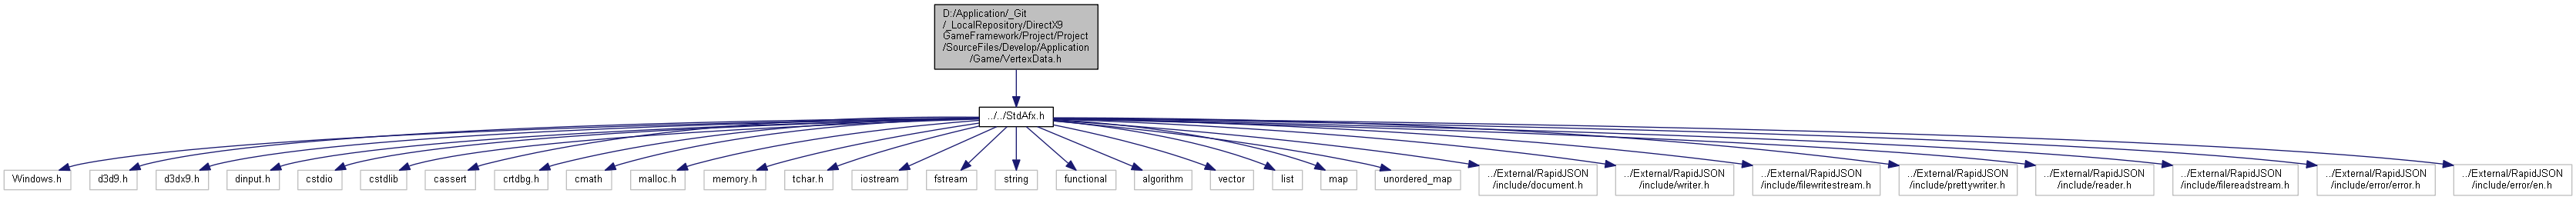 D:/Application/_Git
/_LocalRepository/DirectX9
GameFramework/Project/Project
/SourceFiles/Develop/Application
/Game/VertexData.h
../../StdAfx.h
Windows.h
d3d9.h
d3dx9.h
dinput.h
cstdio
cstdlib
cassert
crtdbg.h
cmath
malloc.h
memory.h
tchar.h
iostream
fstream
string
functional
algorithm
vector
list
map
unordered_map
../External/RapidJSON
/include/document.h
../External/RapidJSON
/include/writer.h
../External/RapidJSON
/include/filewritestream.h
../External/RapidJSON
/include/prettywriter.h
../External/RapidJSON
/include/reader.h
../External/RapidJSON
/include/filereadstream.h
../External/RapidJSON
/include/error/error.h
../External/RapidJSON
/include/error/en.h